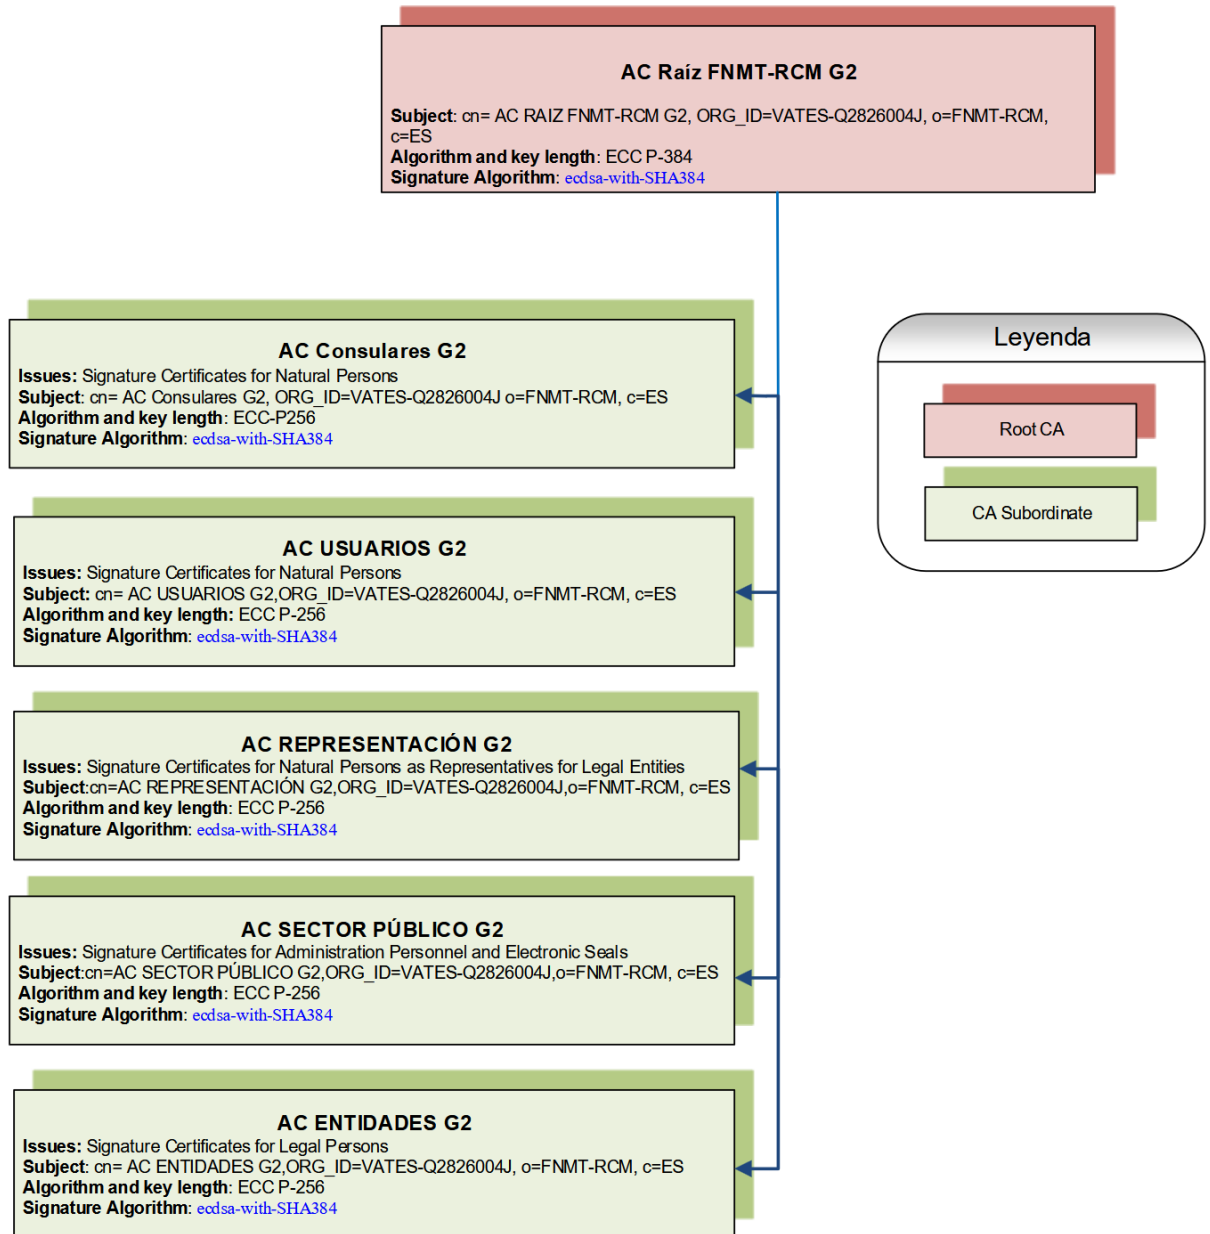 AC Raíz FNMT-RCM G2
Subject: cn= AC RAIZ FNMT-RCM G2, ORG_ID=VATES-Q2826004J, o=FNMT-RCM,
c=ES
Algorithm and key length: ECC P-384
Signature Algorithm: ecdsa-with-SHA384
AC Consulares G2
Issues: Signature Certificates for Natural Persons
Subject: cn= AC Consulares G2, ORG_ID=VATES-Q2826004J o=FNMT-RCM, c=ES
Algorithm and key length: ECC-P256
Signature Algorithm: ecdsa-with-SHA384
Leyenda
Root CA
CA Subordinate
AC USUARIOS G2
Issues: Signature Certificates for Natural Persons
Subject: cn= AC USUARIOS G2,ORG_ID=VATES-Q2826004J, o=FNMT-RCM, c=ES
Algorithm and key length: ECC P-256
Signature Algorithm: ecdsa-with-SHA384
AC REPRESENTACIÓN G2
Issues: Signature Certificates for Natural Persons as Representatives for Legal Entities
Subject:cn=AC REPRESENTACIÓN G2,ORG_ID=VATES-Q2826004J,o=FNMT-RCM, c=ES
Algorithm and key length: ECC P-256
Signature Algorithm: ecdsa-with-SHA384
AC SECTOR PÚBLICO G2
Issues: Signature Certificates for Administration Personnel and Electronic Seals
Subject:cn=AC SECTOR PÚBLICO G2,ORG_ID=VATES-Q2826004J,o=FNMT-RCM, c=ES
Algorithm and key length: ECC P-256
Signature Algorithm: ecdsa-with-SHA384
AC ENTIDADES G2
Issues: Signature Certificates for Legal Persons
Subject: cn= AC ENTIDADES G2,ORG_ID=VATES-Q2826004J, o=FNMT-RCM, c=ES
Algorithm and key length: ECC P-256
Signature Algorithm: ecdsa-with-SHA384